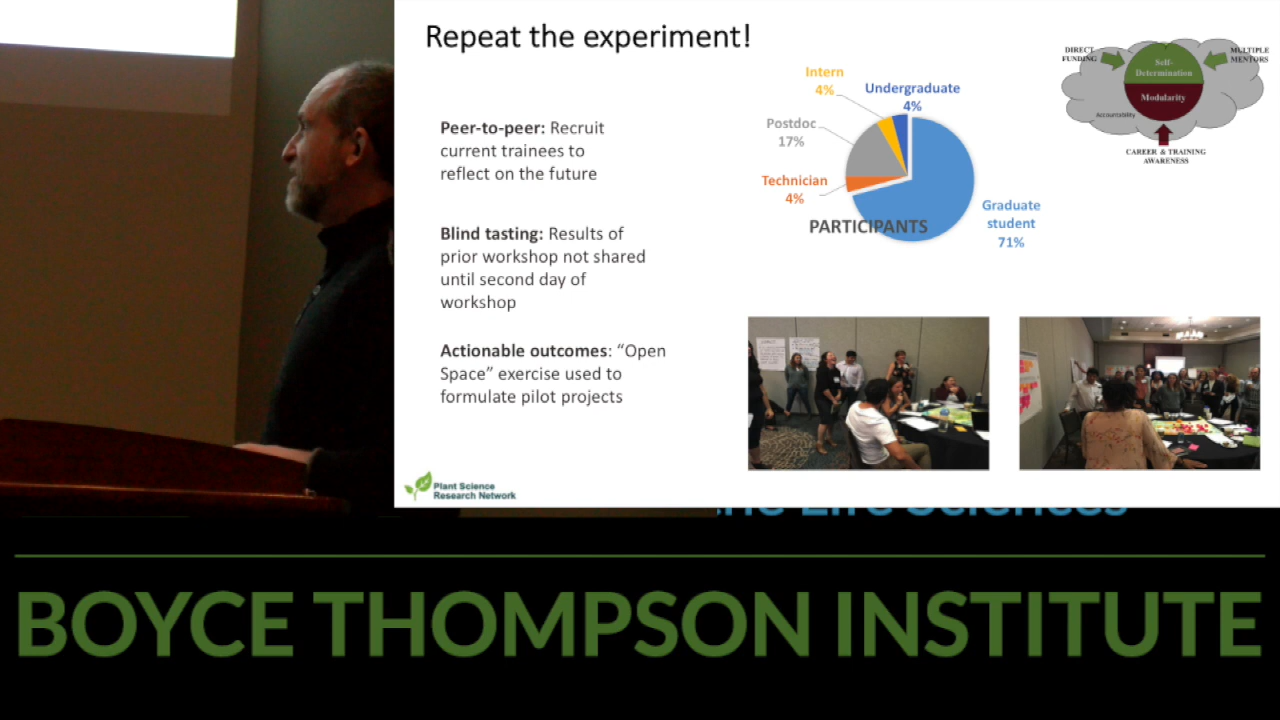 Repeat the experiment!
Peer-to-peer: Recruit
current trainees to
reflect on the future
Blind tasting: Results of
prior workshop not shared
until second day of
workshop
Actionable outcomes: “Open
Space” exercise used to
formulate pilot projects
Intern
4%
Undergraduate
4%
Postdoc
17%
Technician
4%
Graduate
student
71%
PARTICIPANTS
DIRECT
FUNDING
MULTIPLE
MENTORS
Self-
Determination
Modularity
Accountability
CAREER & TRAINING
AWARENESS
Plant Science
Research Network
Life Sciences
BOYCE THOMPSON INSTITUTE